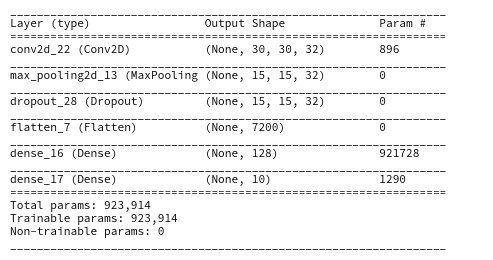 Layer (type) Output Shape Param #
conv2d_22 (Conv2D) (None, 30, 30, 32) 896
max_pooling2d_13 (MaxPooling (None, 15, 15, 32) 0
dropout_28 (Dropout) (None, 15, 15, 32) 0
flatten_7 (Flatten) (None, 7200) 0
dense_16 (Dense) (None, 128) 921728
dense_17 (Dense) (None, 10) 1290
Total params: 923,914
Trainable params: 923,914
Non-trainable params: 0